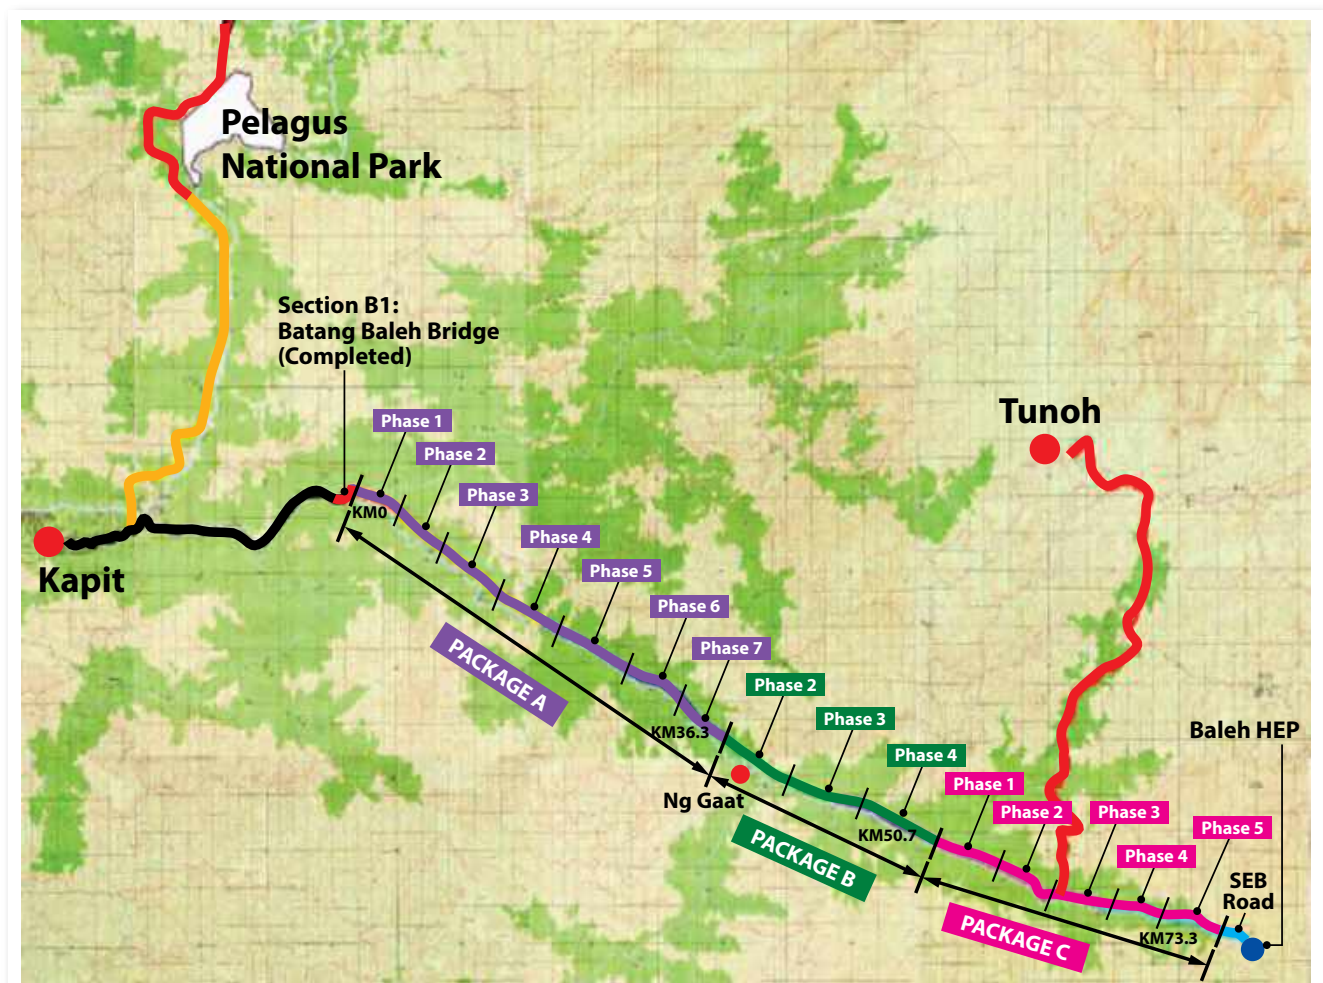 Pelagus
National Park
Section B1:
Batang Baleh Bridge
(Completed)
Phase 1
Phase 2
Phase 3
Phase 4
Phase 5
Phase 6
Phase 7
KM0
Kapit
PACKAGE A
KM36.3
Ng Gaat
Phase 2
Phase 3
Phase 4
PACKAGE B
KM50.7
Tunoh
Phase 1
Phase 2
Phase 3
Phase 4
Phase 5
PACKAGE C
KM73.3
Baleh HEP
SEB
Road